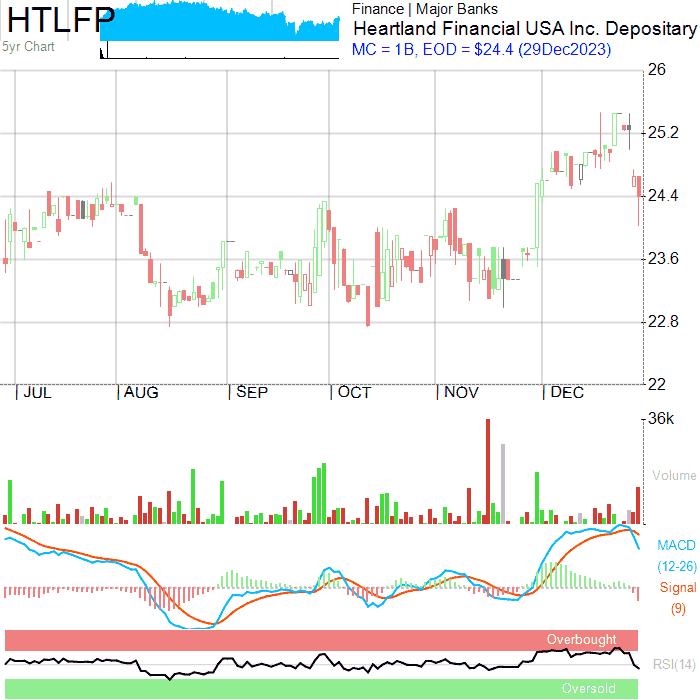 HTLFP
5yr Chart
Finance | Major Banks
Heartland Financial USA Inc. Depositary
MC = 1B, EOD = $24.4 (29Dec2023)
26
25.2
24.4
23.6
22.8
22
JUL AUG SEP OCT NOV DEC
36k
Volume
MACD
(12-26)
Signal
(9)
Overbought
RSI(14)
Oversold